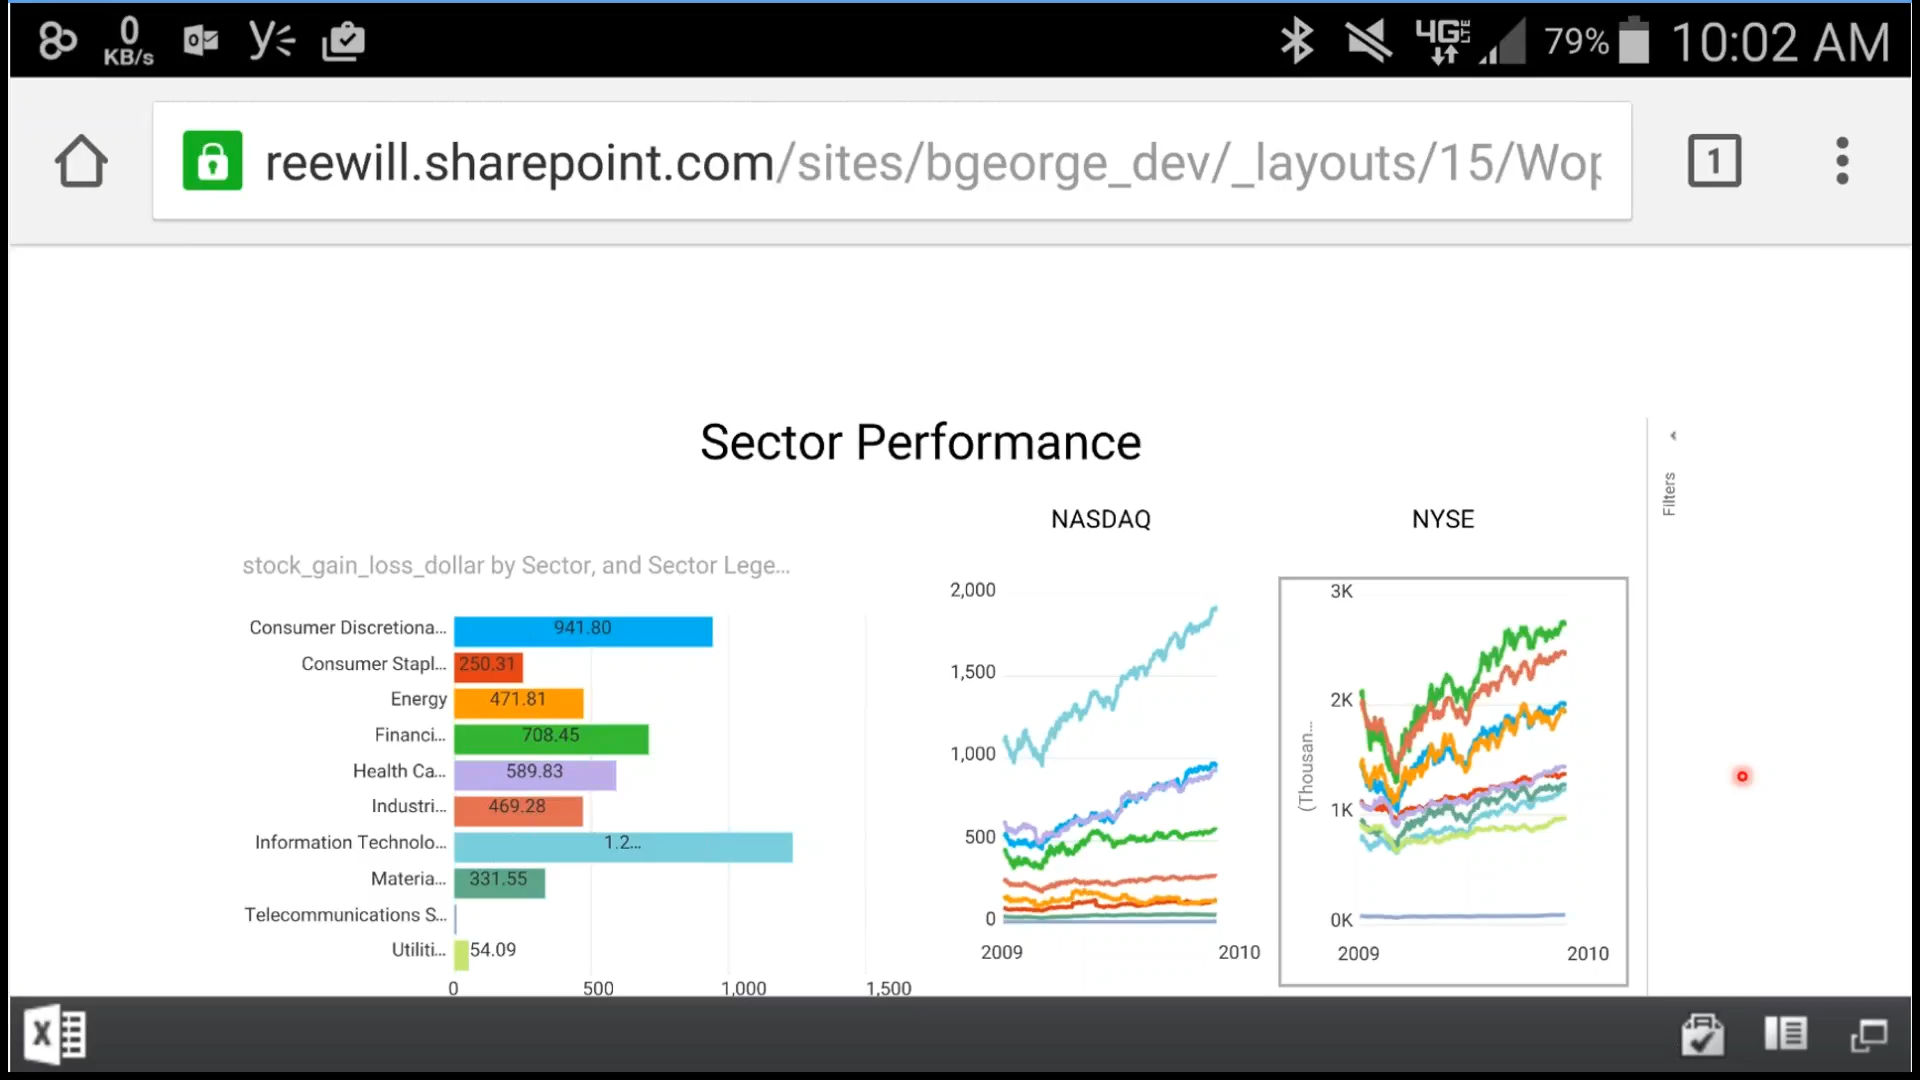 0
KB/s
4G LTE
79%
10:02 AM
reewill.sharepoint.com/sites/bgeorge_dev/_layouts/15/Wop
1
Sector Performance
Filters
NASDAQ
NYSE
stock_gain_loss_dollar by Sector, and Sector Lege...
Consumer Discretiona...
941.80
Consumer Stapl...
250.31
Energy
471.81
Financi...
708.45
Health Ca...
589.83
Industri...
469.28
Information Technolo...
1.2...
Materia...
331.55
Telecommunications S...
Utiliti...
54.09
0
500
1,000
1,500
2,000
1,500
1,000
500
0
2009
2010
3K
2K
1K
0K
(Thousan...
2009
2010